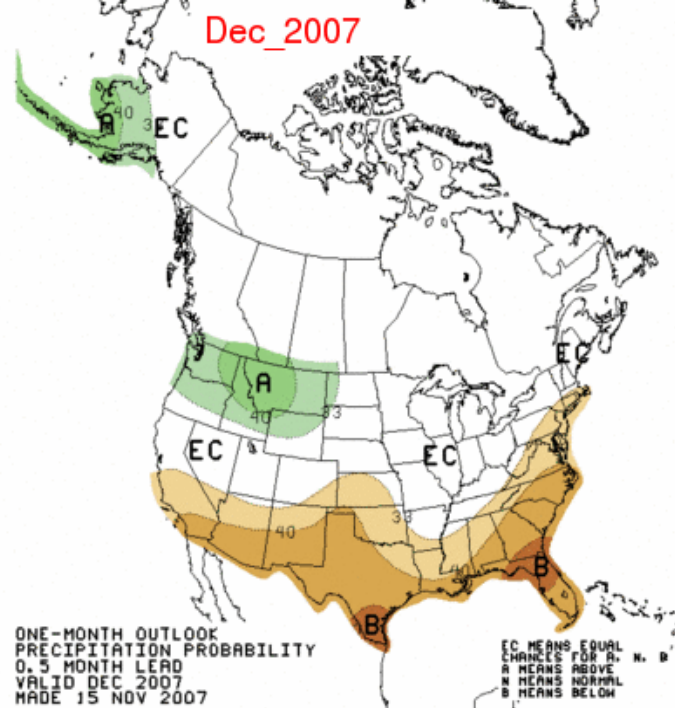 Dec_2007
A
40
3
EC
EC
A
40
33
EC
EC
33
40
40
B
B
ONE-MONTH OUTLOOK
PRECIPITATION PROBABILITY
0.5 MONTH LEAD
VALID DEC 2007
MADE 15 NOV 2007
EC MEANS EQUAL
CHANCES FOR A, N, B
A MEANS ABOVE
N MEANS NORMAL
B MEANS BELOW